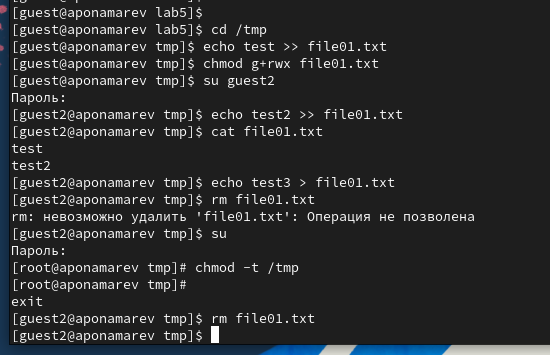 [guest@aponamarev lab5]$
[guest@aponamarev lab5]$ cd /tmp
[guest@aponamarev tmp]$ echo test >> file01.txt
[guest@aponamarev tmp]$ chmod g+rwx file01.txt
[guest@aponamarev tmp]$ su guest2
Пароль:
[guest2@aponamarev tmp]$ echo test2 >> file01.txt
[guest2@aponamarev tmp]$ cat file01.txt
test
test2
[guest2@aponamarev tmp]$ echo test3 > file01.txt
[guest2@aponamarev tmp]$ rm file01.txt
rm: невозможно удалить 'file01.txt': Операция не позволена
[guest2@aponamarev tmp]$ su
Пароль:
[root@aponamarev tmp]# chmod -t /tmp
[root@aponamarev tmp]#
exit
[guest2@aponamarev tmp]$ rm file01.txt
[guest2@aponamarev tmp]$